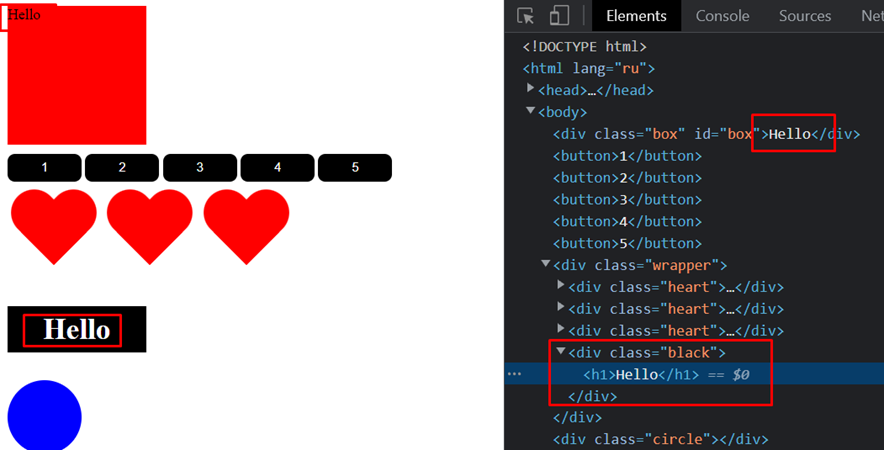 Hello
1 2 3 4 5
Hello
Elements Console Sources Net
<!DOCTYPE html>
<html lang="ru">
<head>…</head>
<body>
<div class="box" id="box">Hello</div>
<button>1</button>
<button>2</button>
<button>3</button>
<button>4</button>
<button>5</button>
<div class="wrapper">
<div class="heart">…</div>
<div class="heart">…</div>
<div class="heart">…</div>
<div class="black">
… <h1>Hello</h1> == $0
</div>
</div>
<div class="circle"></div>